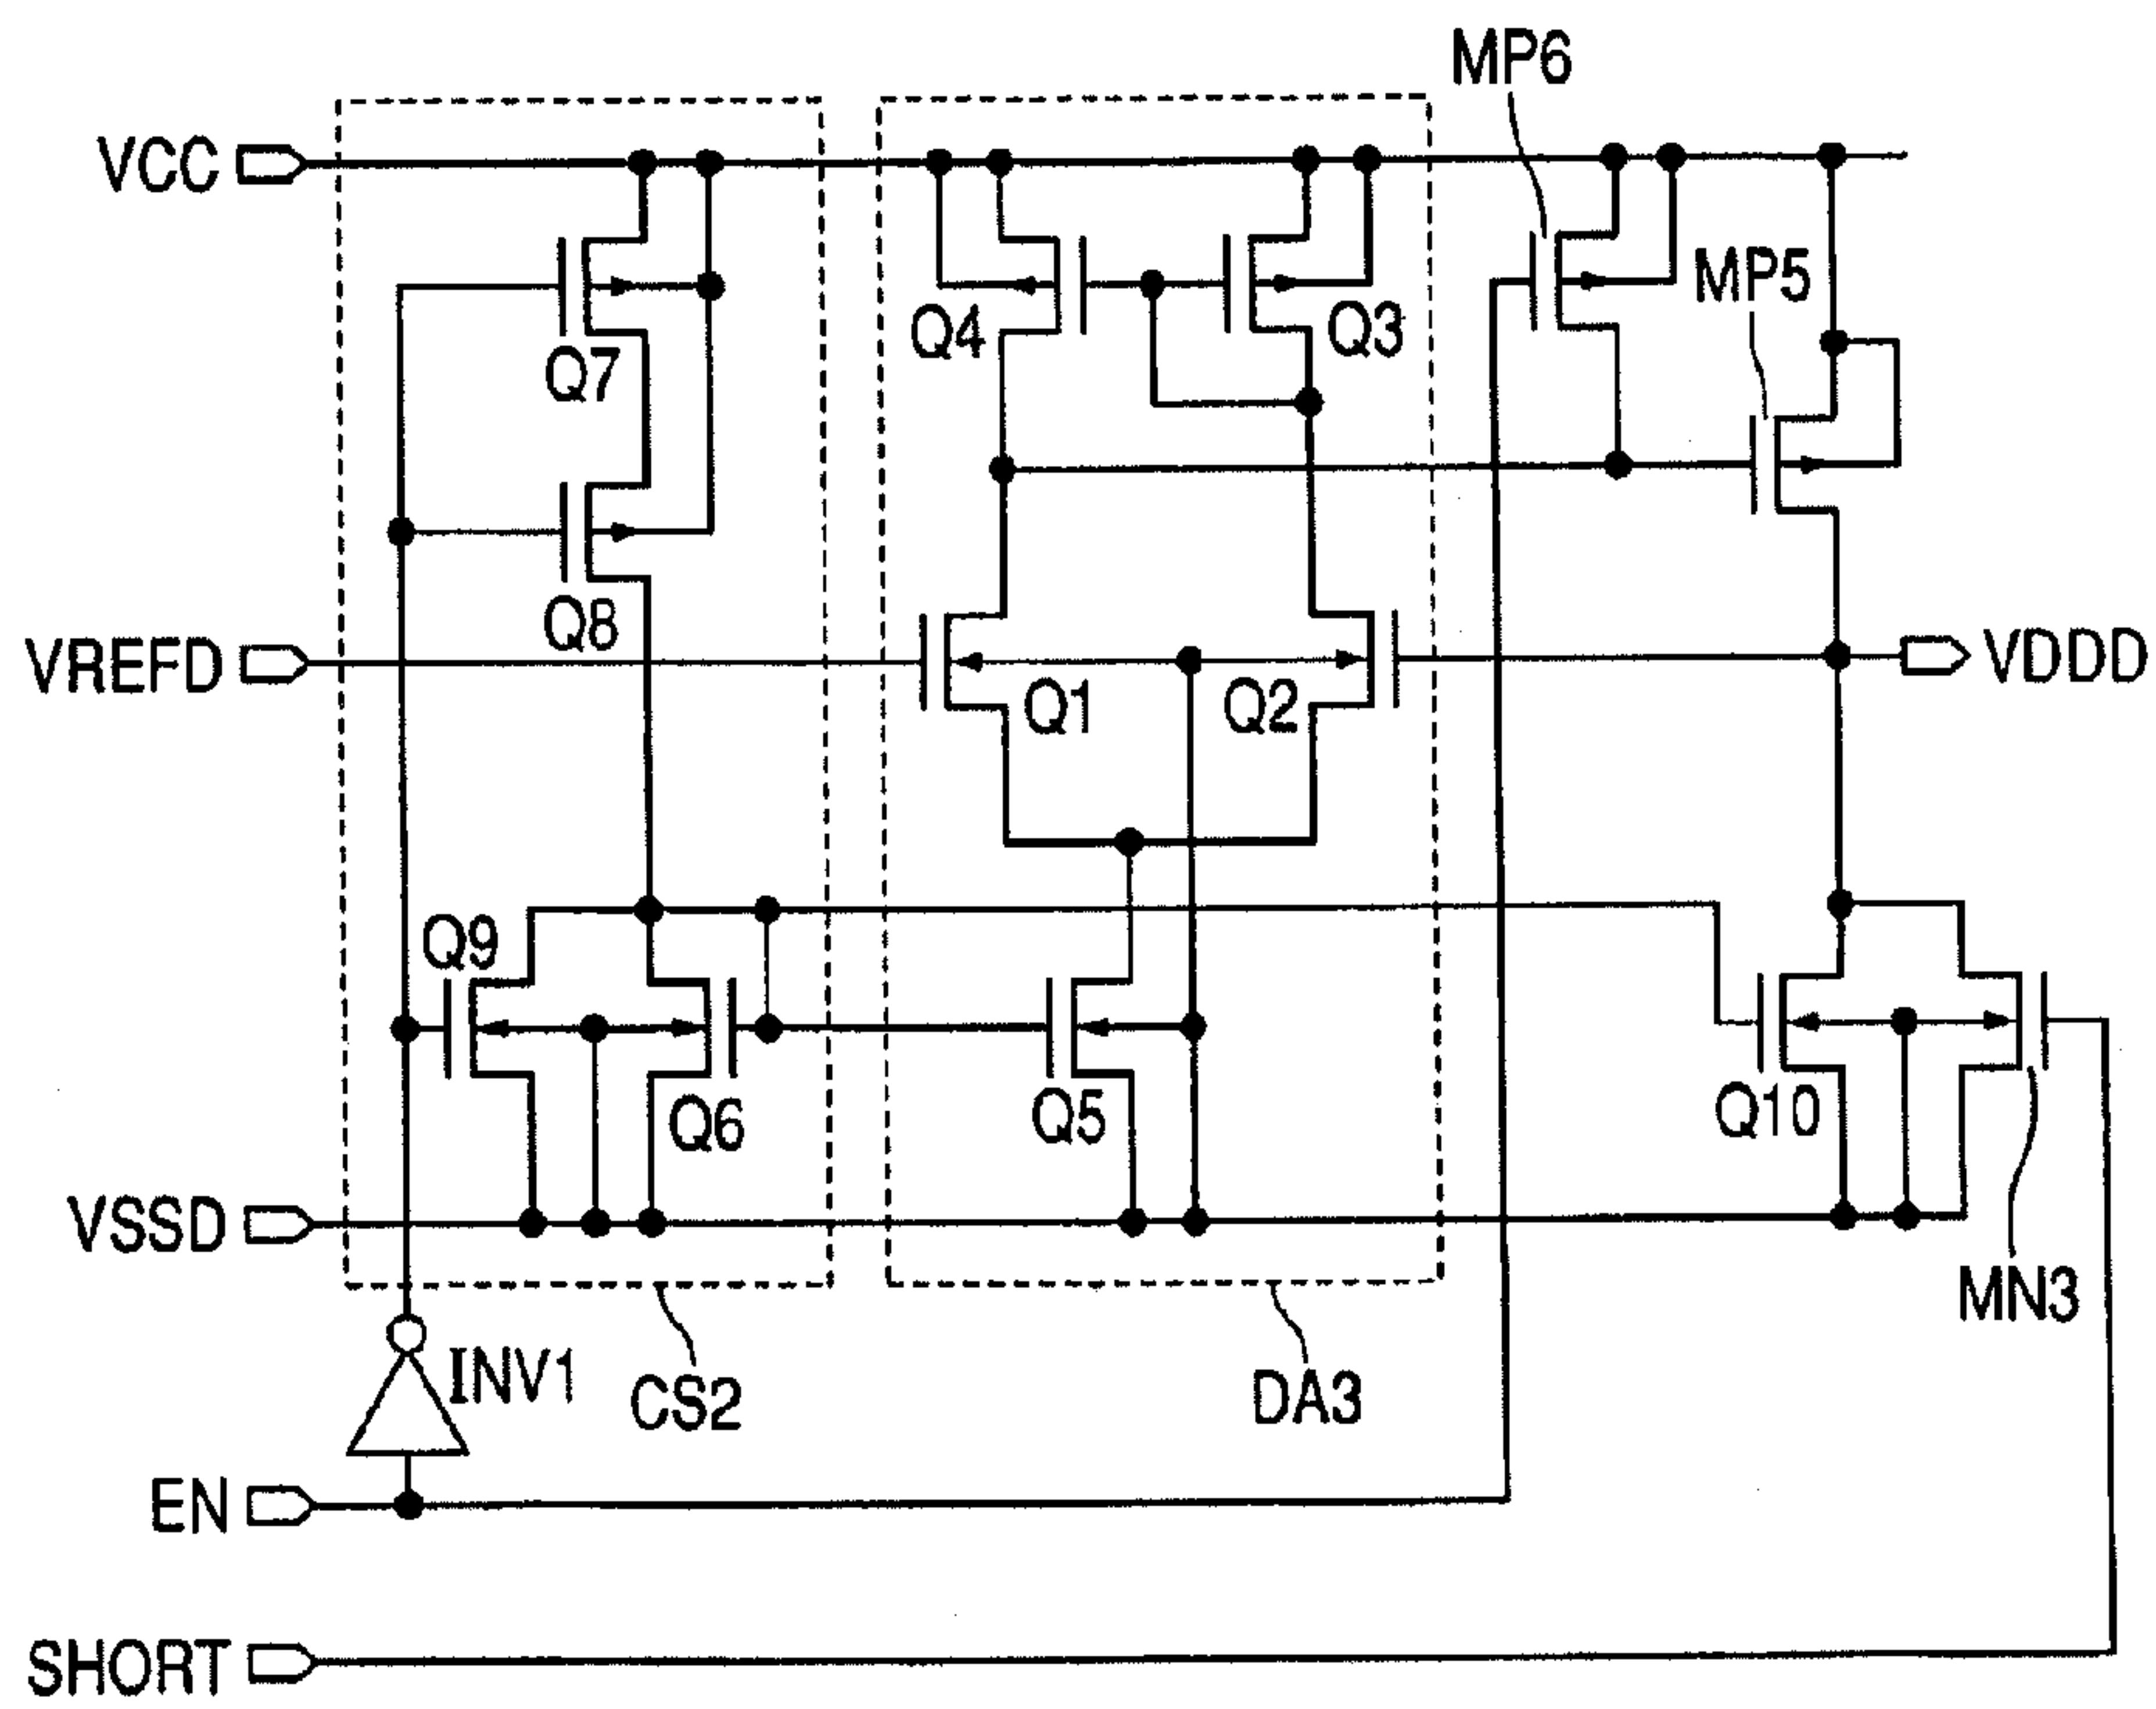 MP6
VCC
MP5
Q4
Q3
Q7
Q8
VREFD
VDDD
Q1
Q2
Q9
Q6
Q5
Q10
VSSD
MN3
INV1
CS2
DA3
EN
SHORT